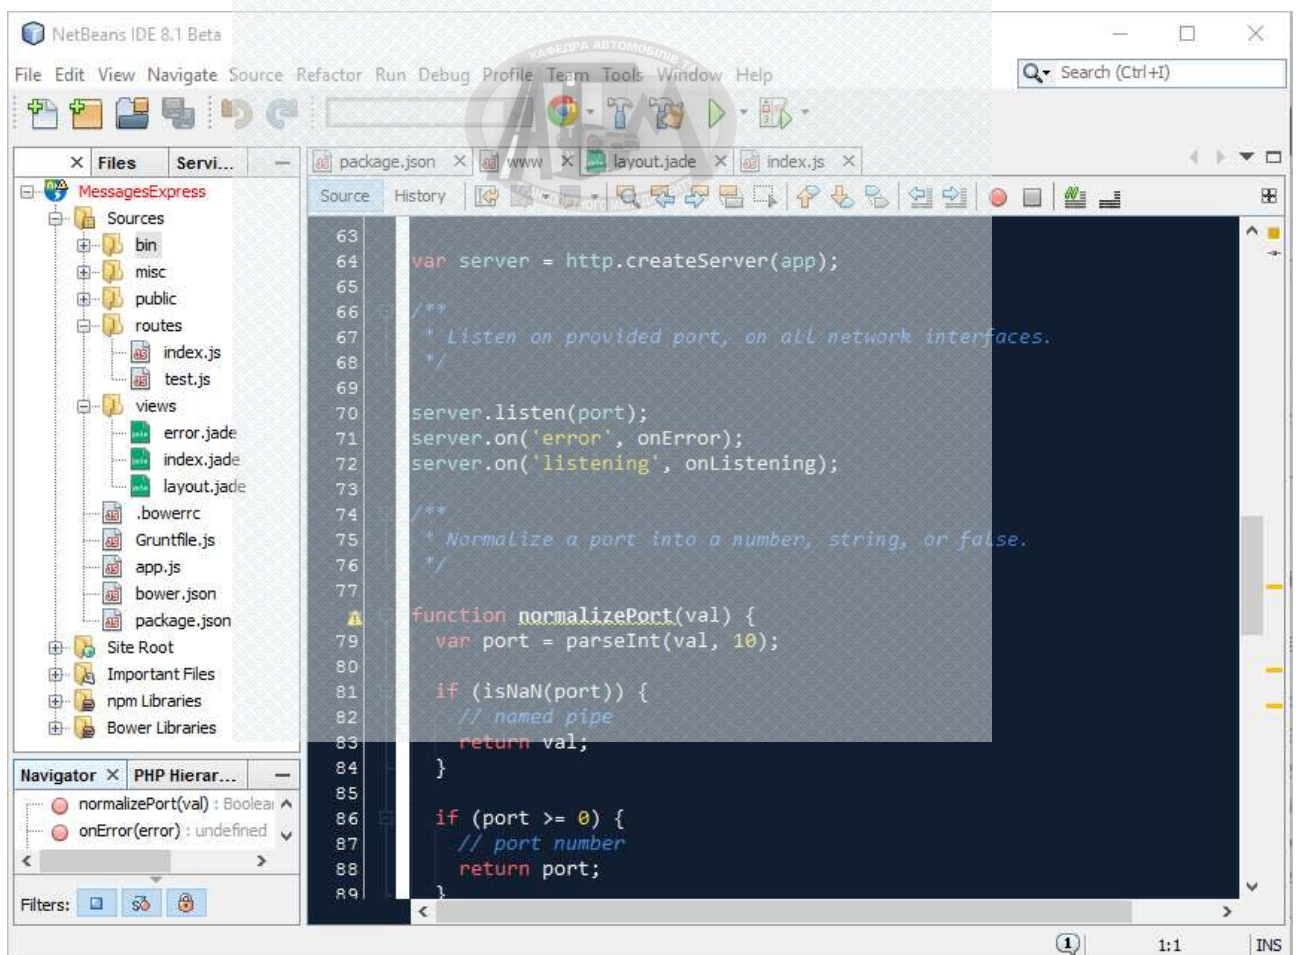 NetBeans IDE 8.1 Beta
File Edit View Navigate Source Refactor Run Debug Profile Team Tools Window Help
Search (Ctrl+I)
КАФЕДРА АВТОМОБІЛІВ ТА
Files Servi...
package.json www layout.jade index.js
Source History
MessagesExpress
Sources
bin
misc
public
routes
index.js
test.js
views
error.jade
index.jade
layout.jade
.bowerrc
Gruntfile.js
app.js
bower.json
package.json
Site Root
Important Files
npm Libraries
Bower Libraries
Navigator PHP Hierar...
normalizePort(val) : Boolea
onError(error) : undefined
Filters:
63
64 var server = http.createServer(app);
65
66 /**
67 * Listen on provided port, on all network interfaces.
68 */
69
70 server.listen(port);
71 server.on('error', onError);
72 server.on('listening', onListening);
73
74 /**
75 * Normalize a port into a number, string, or false.
76 */
77
function normalizePort(val) {
79 var port = parseInt(val, 10);
80
81 if (isNaN(port)) {
82 // named pipe
83 return val;
84 }
85
86 if (port >= 0) {
87 // port number
88 return port;
89 }
1 1:1 INS